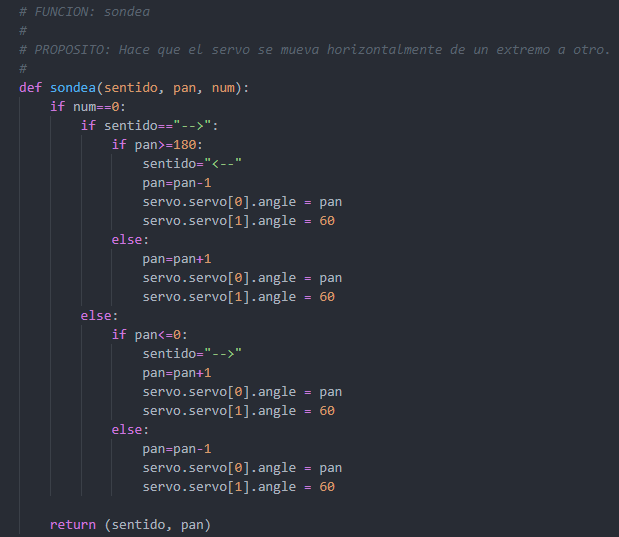 # FUNCION: sondea
#
# PROPOSITO: Hace que el servo se mueva horizontalmente de un extremo a otro.
#
def sondea(sentido, pan, num):
    if num==0:
        if sentido=="-->":
            if pan>=180:
                sentido="<--"
                pan=pan-1
                servo.servo[0].angle = pan
                servo.servo[1].angle = 60
            else:
                pan=pan+1
                servo.servo[0].angle = pan
                servo.servo[1].angle = 60
        else:
            if pan<=0:
                sentido="-->"
                pan=pan+1
                servo.servo[0].angle = pan
                servo.servo[1].angle = 60
            else:
                pan=pan-1
                servo.servo[0].angle = pan
                servo.servo[1].angle = 60

    return (sentido, pan)